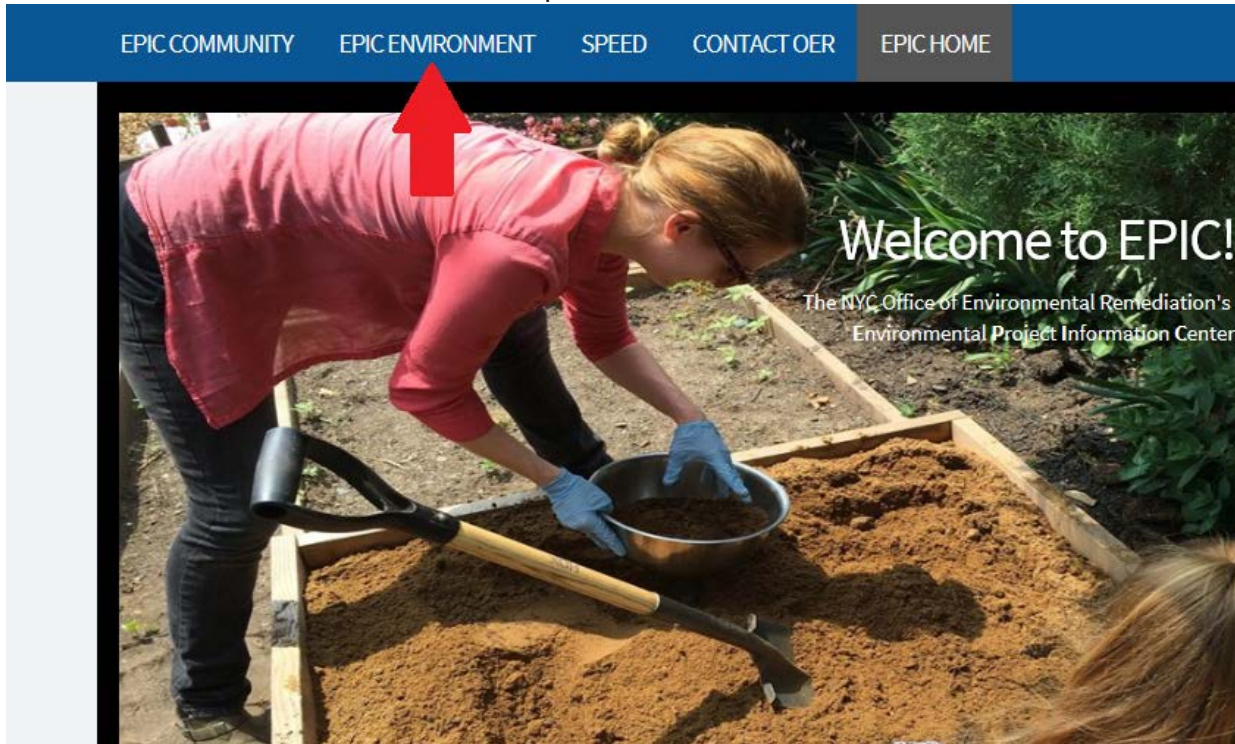 EPIC COMMUNITY EPIC ENVIRONMENT SPEED CONTACT OER EPIC HOME
Welcome to EPIC!
The NYC Office of Environmental Remediation's
Environmental Project Information Center